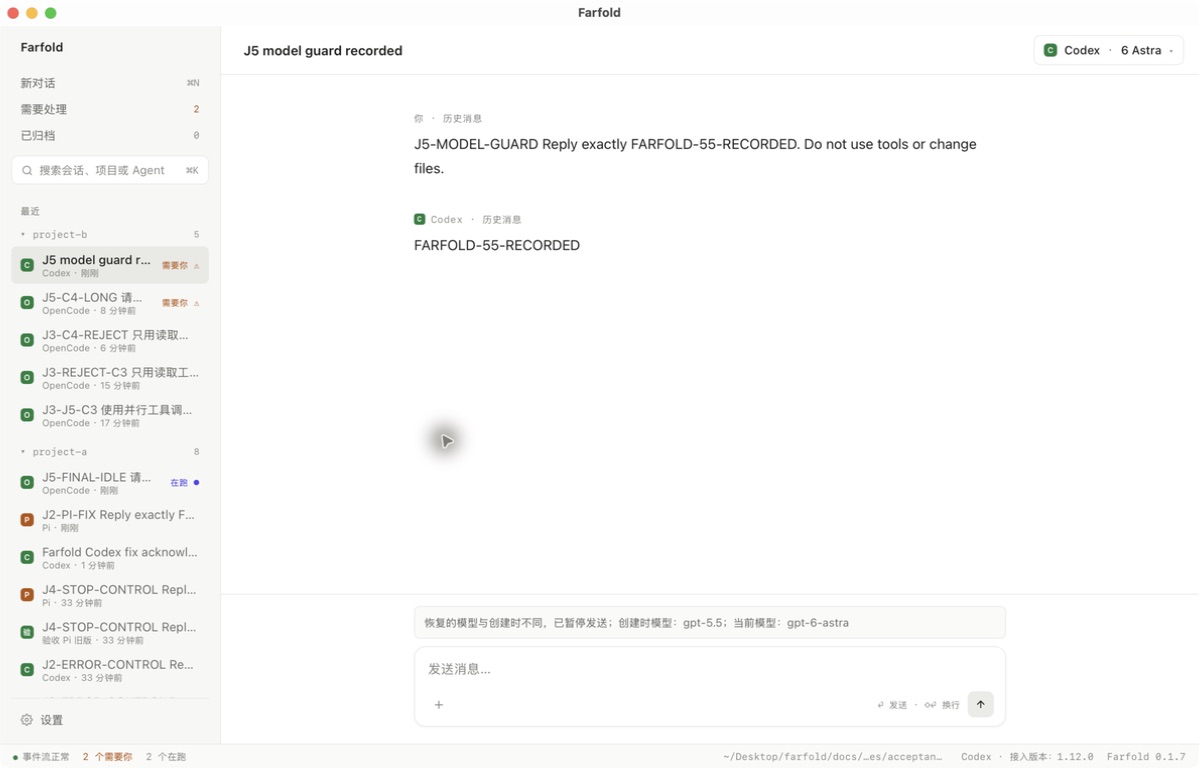 Farfold
Farfold
新对话 ⌘N
需要处理 2
已归档 0
搜索会话、项目或 Agent ⌘K
最近
project-b 5
J5 model guard r... 需要你
Codex · 刚刚
J5-C4-LONG 请... 需要你
OpenCode · 8 分钟前
J3-C4-REJECT 只用读取...
OpenCode · 6 分钟前
J3-REJECT-C3 只用读取工...
OpenCode · 15 分钟前
J3-J5-C3 使用并行工具调...
OpenCode · 17 分钟前
project-a 8
J5-FINAL-IDLE 请... 在跑
OpenCode · 刚刚
J2-PI-FIX Reply exactly F...
Pi · 刚刚
Farfold Codex fix acknowl...
Codex · 1 分钟前
J4-STOP-CONTROL Repl...
Pi · 33 分钟前
J4-STOP-CONTROL Repl...
验收 Pi 旧版 · 33 分钟前
J2-ERROR-CONTROL Re...
Codex · 33 分钟前
设置
J5 model guard recorded
C Codex · 6 Astra
你 · 历史消息
J5-MODEL-GUARD Reply exactly FARFOLD-55-RECORDED. Do not use tools or change
files.
C Codex · 历史消息
FARFOLD-55-RECORDED
恢复的模型与创建时不同，已暂停发送；创建时模型：gpt-5.5；当前模型：gpt-6-astra
发送消息...
发送 · 换行
事件流正常 2 个需要你 2 个在跑
~/Desktop/farfold/docs/…es/acceptan… Codex · 接入版本：1.12.0 Farfold 0.1.7